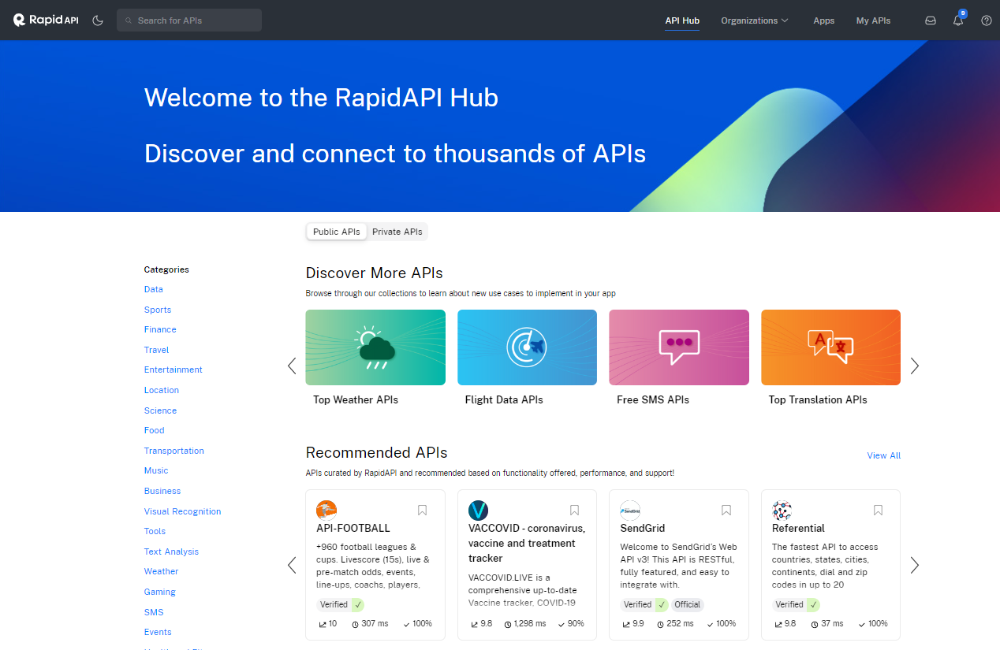 Rapid API
Search for APIs
API Hub
Organizations
Apps
My APIs
9
Welcome to the RapidAPI Hub
Discover and connect to thousands of APIs
Public APIs
Private APIs
Categories
Data
Sports
Finance
Travel
Entertainment
Location
Science
Food
Transportation
Music
Business
Visual Recognition
Tools
Text Analysis
Weather
Gaming
SMS
Events
Discover More APIs
Browse through our collections to learn about new use cases to implement in your app
Top Weather APIs
Flight Data APIs
Free SMS APIs
A 文
Top Translation APIs
Recommended APIs
View All
APIs curated by RapidAPI and recommended based on functionality offered, performance, and support!
API-FOOTBALL
+960 football leagues &
cups. Livescore (15s), live &
pre-match odds, events,
line-ups, coachs, players,
Verified ✓
10 307 ms 100%
VACCOVID - coronavirus,
vaccine and treatment
tracker
VACCOVID.LIVE is a
comprehensive up-to-date
Vaccine tracker, COVID-19
9.8 1,298 ms 90%
SendGrid
SendGrid
Welcome to SendGrid's Web
API v3! This API is RESTful,
fully featured, and easy to
integrate with.
Verified ✓ Official
9.9 252 ms 100%
Referential
The fastest API to access
countries, states, cities,
continents, dial and zip
codes in up to 20
Verified ✓
9.8 37 ms 100%